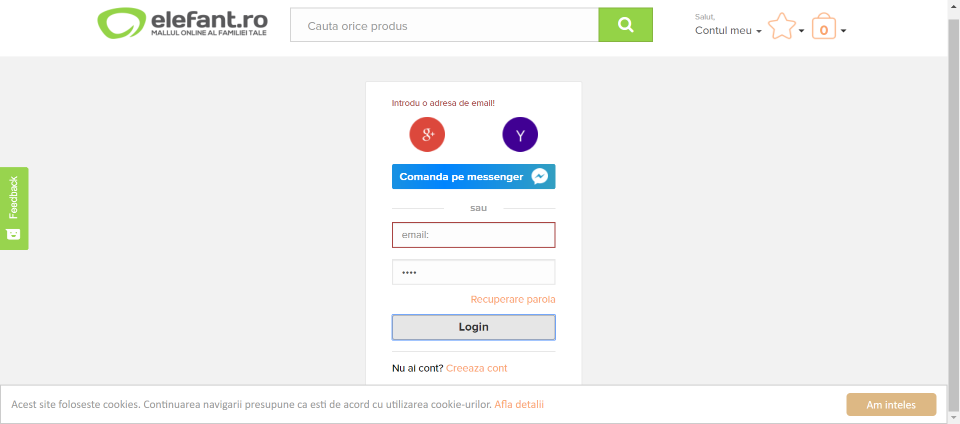 elefant.ro
MALLUL ONLINE AL FAMILIEI TALE
Cauta orice produs
Salut,
Contul meu
0
Introdu o adresa de email!
g+
Y
Comanda pe messenger
sau
email:
••••
Recuperare parola
Login
Nu ai cont? Creeaza cont
Feedback
Acest site foloseste cookies. Continuarea navigarii presupune ca esti de acord cu utilizarea cookie-urilor. Afla detalii
Am inteles